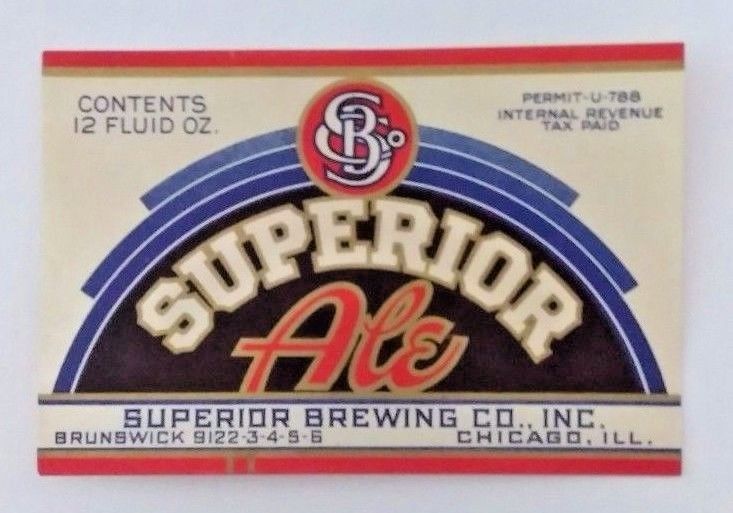 CONTENTS
12 FLUID OZ.
PERMIT-U-788
INTERNAL REVENUE
TAX PAID
SBCo
SUPERIOR
Ale
SUPERIOR BREWING CO., INC.
BRUNSWICK 9122-3-4-5-6
CHICAGO, ILL.